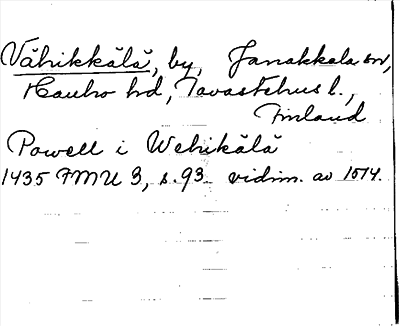 Vähikkälä, by, Janakkala sn,
Hauho hd, Tavastehus l.,
Finland
Powell i Wehikälä
1435 FMU 3, s. 93 vidim. av 1514.